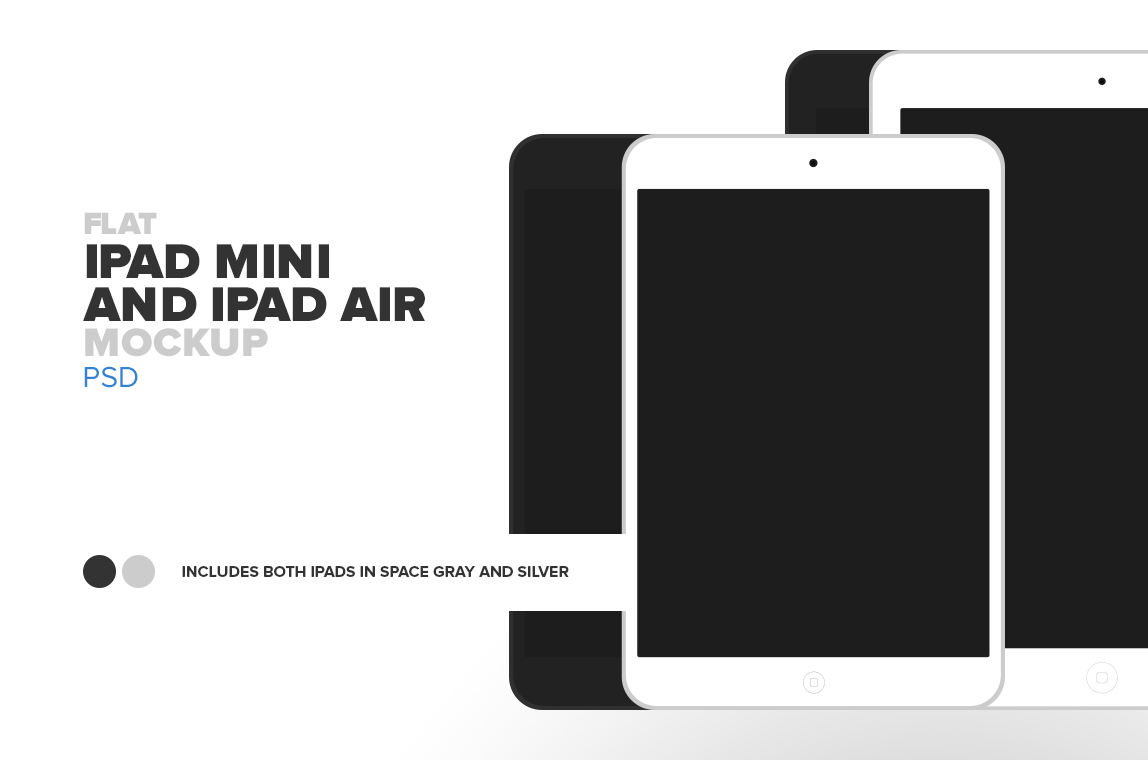 FLAT
IPAD MINI
AND IPAD AIR
MOCKUP
PSD
INCLUDES BOTH IPADS IN SPACE GRAY AND SILVER